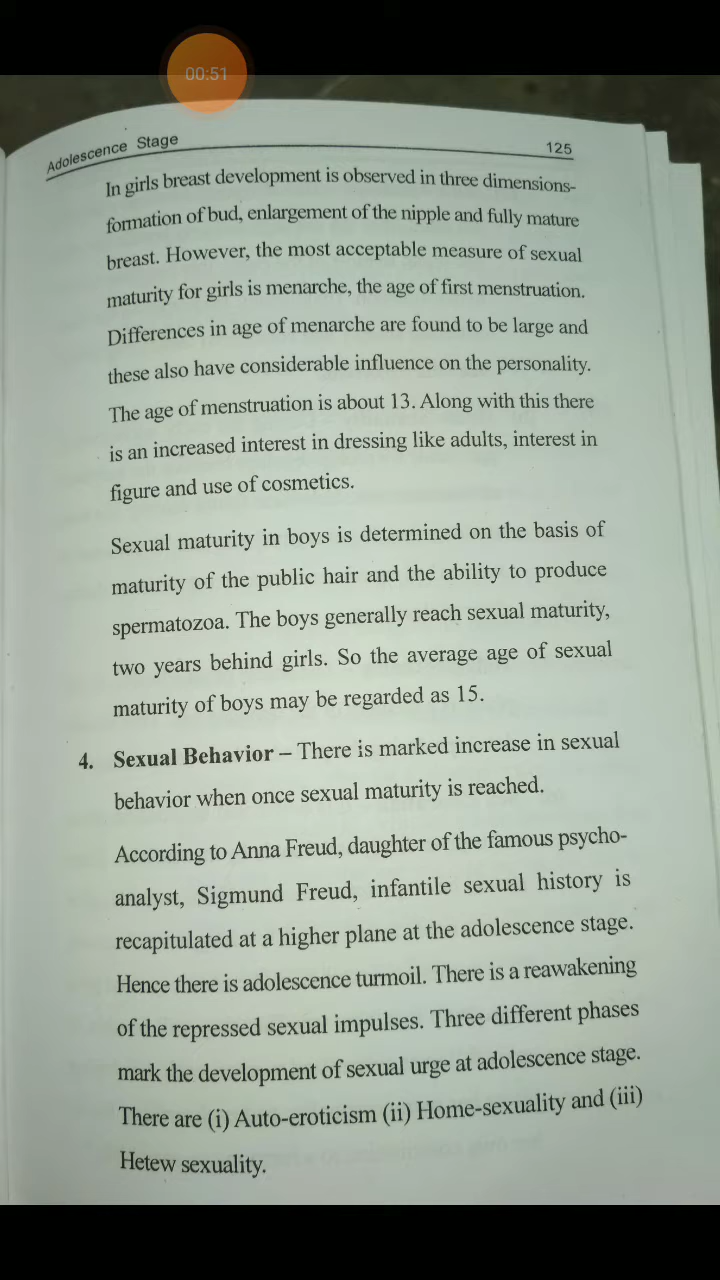 00:51
Adolescence Stage 125
In girls breast development is observed in three dimensions-
formation of bud, enlargement of the nipple and fully mature
breast. However, the most acceptable measure of sexual
maturity for girls is menarche, the age of first menstruation.
Differences in age of menarche are found to be large and
these also have considerable influence on the personality.
The age of menstruation is about 13. Along with this there
is an increased interest in dressing like adults, interest in
figure and use of cosmetics.
Sexual maturity in boys is determined on the basis of
maturity of the public hair and the ability to produce
spermatozoa. The boys generally reach sexual maturity,
two years behind girls. So the average age of sexual
maturity of boys may be regarded as 15.
4. Sexual Behavior – There is marked increase in sexual
behavior when once sexual maturity is reached.
According to Anna Freud, daughter of the famous psycho-
analyst, Sigmund Freud, infantile sexual history is
recapitulated at a higher plane at the adolescence stage.
Hence there is adolescence turmoil. There is a reawakening
of the repressed sexual impulses. Three different phases
mark the development of sexual urge at adolescence stage.
There are (i) Auto-eroticism (ii) Home-sexuality and (iii)
Hetew sexuality.